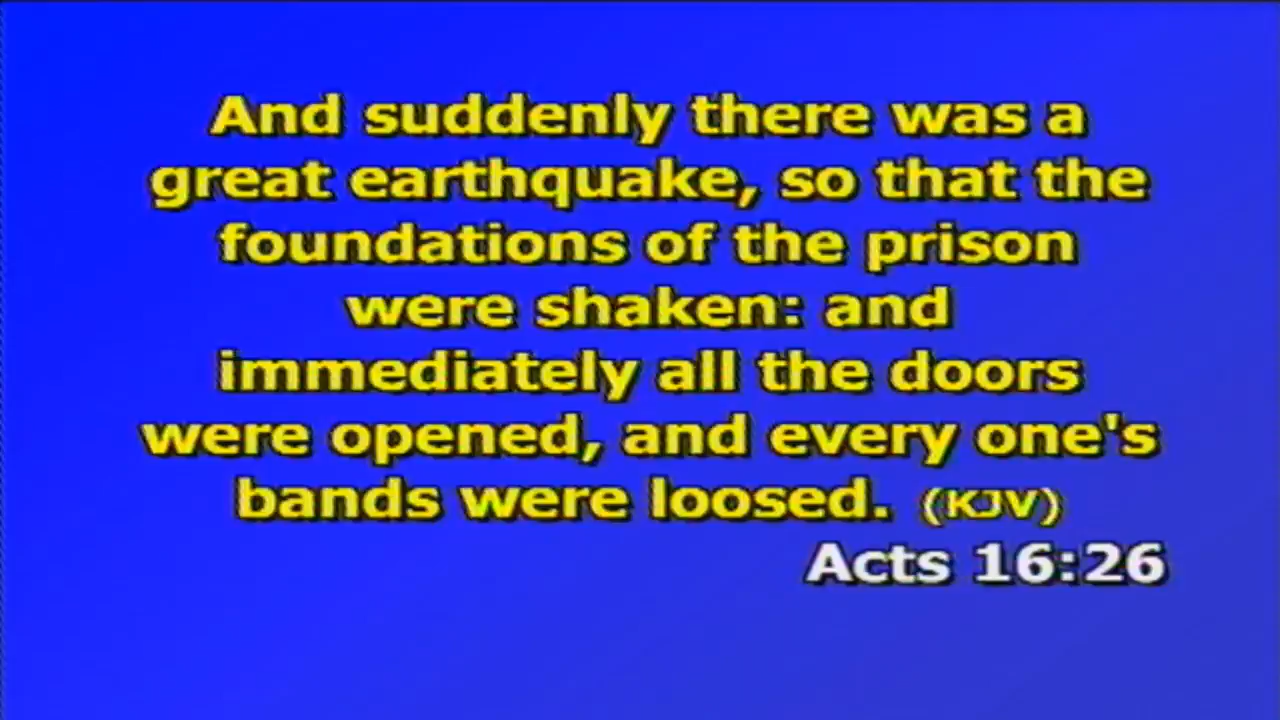 And suddenly there was a
great earthquake, so that the
foundations of the prison
were shaken: and
immediately all the doors
were opened, and every one's
bands were loosed. (KJV)
Acts 16:26